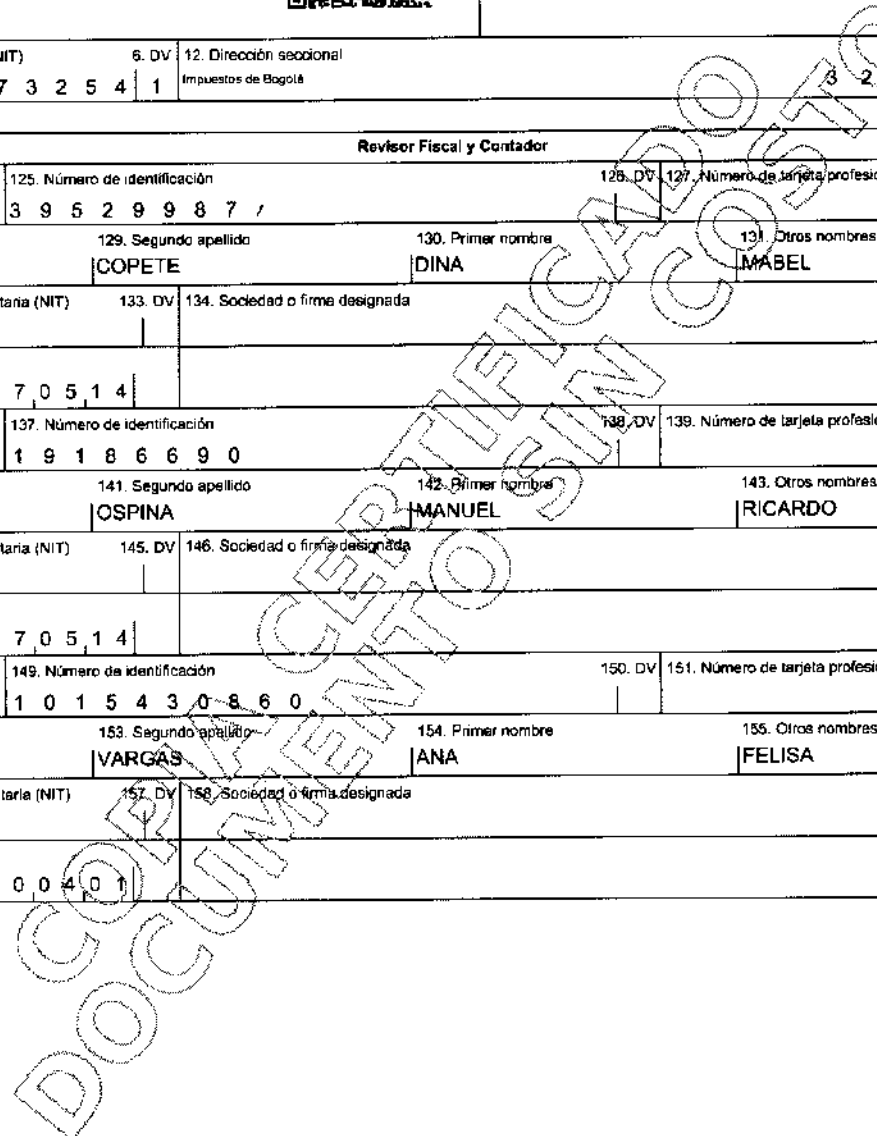 6. DV 12. Dirección seccional
7 3 2 5 4 1 Impuestos de Bogotá 3 2
Revisor Fiscal y Contador
125. Número de identificación 126. DV 127. Número de tarjeta profesi
3 9 5 2 9 9 8 7 /
129. Segundo apellido 130. Primer nombre 131. Otros nombres
COPETE DINA MABEL
taria (NIT) 133. DV 134. Sociedad o firma designada
7 0 5 1 4
137. Número de identificación 138. DV 139. Número de tarjeta profesi
1 9 1 8 6 6 9 0
141. Segundo apellido 142. Primer nombre 143. Otros nombres
OSPINA MANUEL RICARDO
taria (NIT) 145. DV 146. Sociedad o firma designada
7 0 5 1 4
149. Número de identificación 150. DV 151. Número de tarjeta profesi
1 0 1 5 4 3 0 8 6 0
153. Segundo apellido 154. Primer nombre 155. Otros nombres
VARGAS ANA FELISA
taria (NIT) 157. DV 158. Sociedad o firma designada
0 0 4 0 1
COPIA CERTIFICADO
DOCUMENTO SIN COSTO